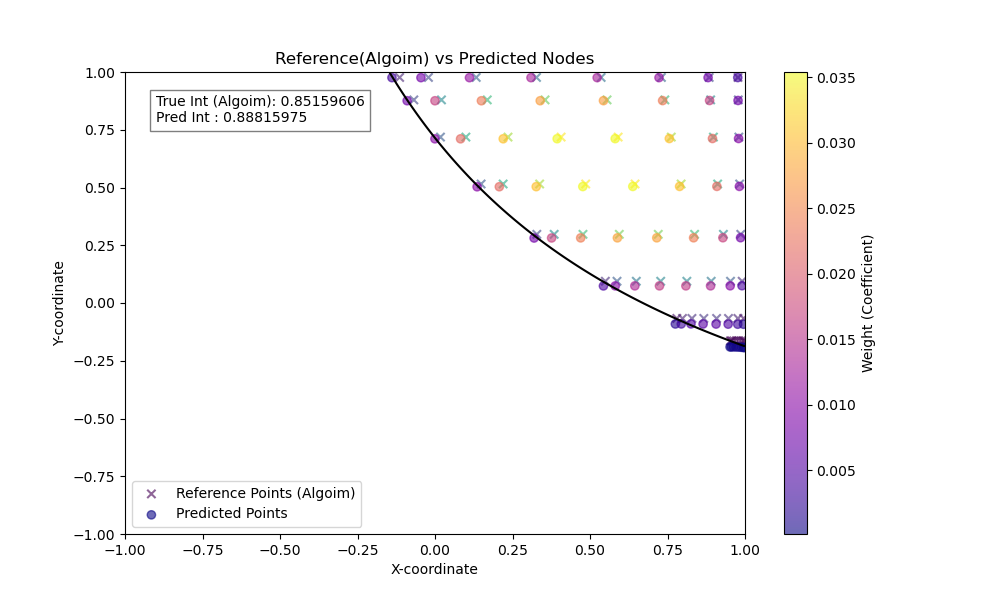 Reference(Algoim) vs Predicted Nodes
True Int (Algoim): 0.85159606
Pred Int : 0.88815975
1.00
0.75
0.50
0.25
0.00
−0.25
−0.50
−0.75
−1.00
Y-coordinate
Reference Points (Algoim)
Predicted Points
−1.00 −0.75 −0.50 −0.25 0.00 0.25 0.50 0.75 1.00
X-coordinate
0.035
0.030
0.025
0.020
0.015
0.010
0.005
Weight (Coefficient)